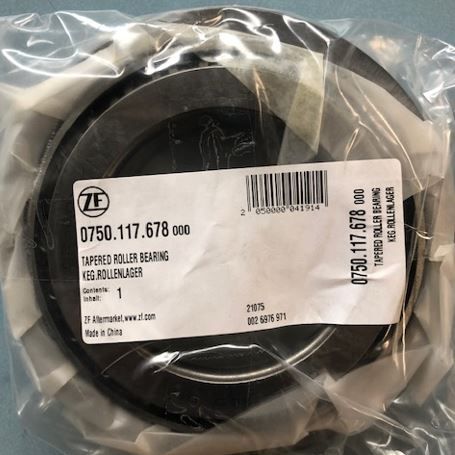 ZF
0750.117.678 000
TAPERED ROLLER BEARING
KEG.ROLLENLAGER
Contents:
Inhalt: 1
ZF Aftermarket,www.zf.com
Made in China
2 050000 041914
21075
002 6976 971
0750.117.678 000
TAPERED ROLLER BEARING
KEG.ROLLENLAGER